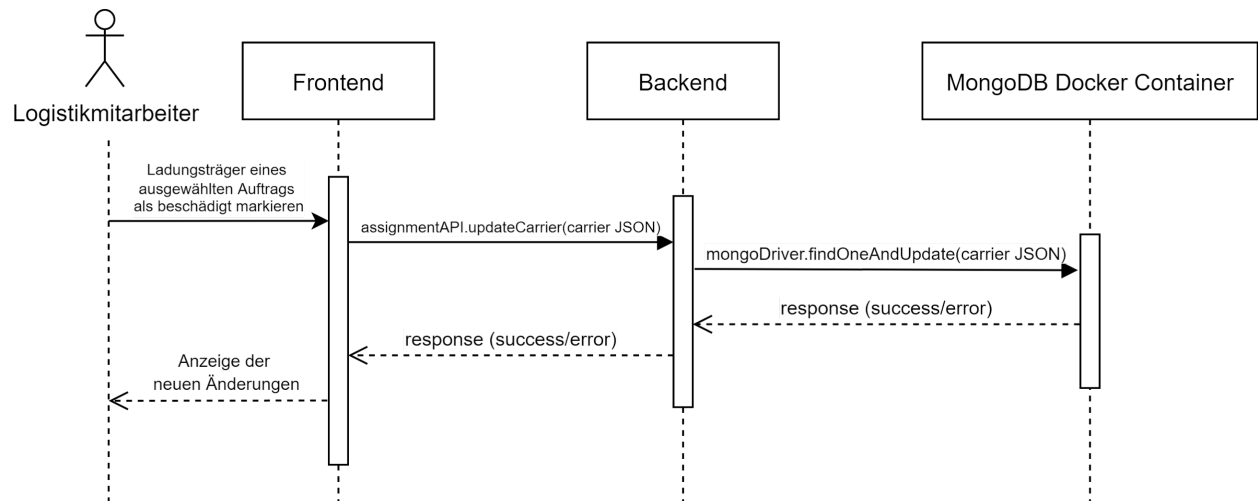 Logistikmitarbeiter
Frontend
Backend
MongoDB Docker Container
Ladungsträger eines
ausgewählten Auftrags
als beschädigt markieren
assignmentAPI.updateCarrier(carrier JSON)
mongoDriver.findOneAndUpdate(carrier JSON)
response (success/error)
response (success/error)
Anzeige der
neuen Änderungen